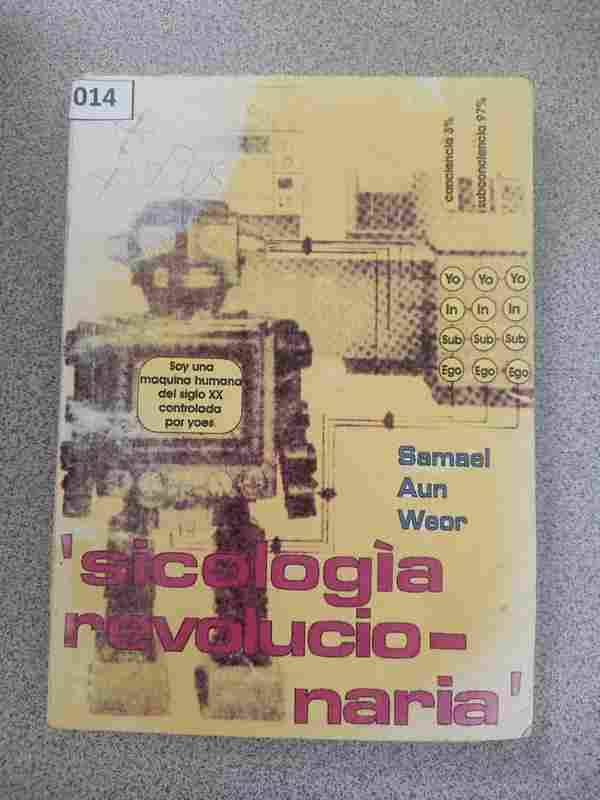 014
conciencia 3%
subconciencia 97%
Yo Yo Yo
In In In
Sub Sub Sub
Ego Ego Ego
Soy una
maquina humana
del siglo XX
controlada
por yoes
Samael
Aun
Weor
'sicologìa
revolucio-
naria'